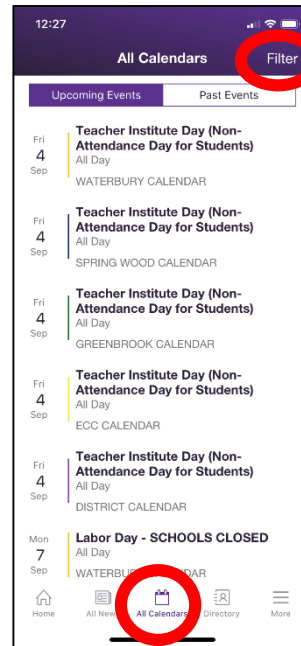 12:27
All Calendars
Filter
Upcoming Events
Past Events
Fri
4
Sep
Teacher Institute Day (Non-
Attendance Day for Students)
All Day
WATERBURY CALENDAR
Fri
4
Sep
Teacher Institute Day (Non-
Attendance Day for Students)
All Day
SPRING WOOD CALENDAR
Fri
4
Sep
Teacher Institute Day (Non-
Attendance Day for Students)
All Day
GREENBROOK CALENDAR
Fri
4
Sep
Teacher Institute Day (Non-
Attendance Day for Students)
All Day
ECC CALENDAR
Fri
4
Sep
Teacher Institute Day (Non-
Attendance Day for Students)
All Day
DISTRICT CALENDAR
Mon
7
Sep
Labor Day - SCHOOLS CLOSED
All Day
Home
All Calendars
Directory
More